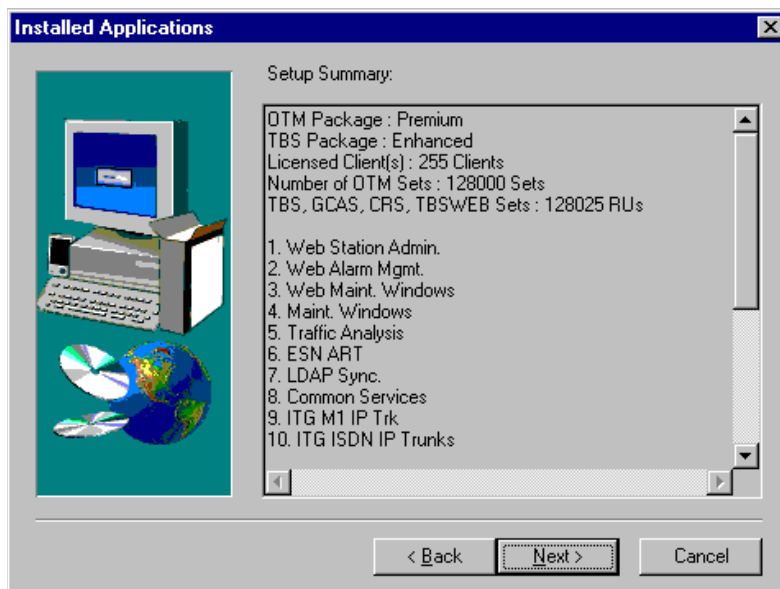 Installed Applications
Setup Summary:
OTM Package : Premium
TBS Package : Enhanced
Licensed Client(s) : 255 Clients
Number of OTM Sets : 128000 Sets
TBS, GCAS, CRS, TBSWEB Sets : 128025 RUs
1. Web Station Admin.
2. Web Alarm Mgmt.
3. Web Maint. Windows
4. Maint. Windows
5. Traffic Analysis
6. ESN ART
7. LDAP Sync.
8. Common Services
9. ITG M1 IP Trk
10. ITG ISDN IP Trunks
< Back Next > Cancel